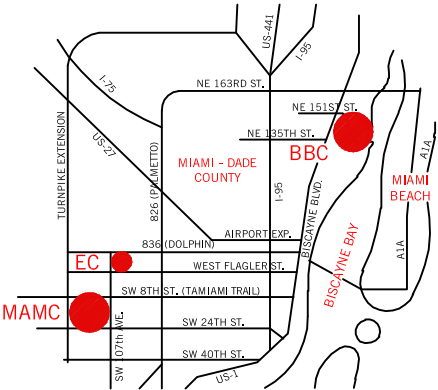 US-441
I-95
I-75
NE 163RD ST.
NE 151ST ST.
NE 135TH ST.
BBC
US-27
MIAMI - DADE
COUNTY
TURNPIKE EXTENSION
826 (PALMETTO)
I-95
A1A
MIAMI
BEACH
BISCAYNE BLVD.
AIRPORT EXP.
836 (DOLPHIN)
A1A
EC
WEST FLAGLER ST.
BISCAYNE BAY
SW 8TH ST. (TAMIAMI TRAIL)
MAMC
SW 24TH ST.
SW 107th AVE.
SW 40TH ST.
US-1